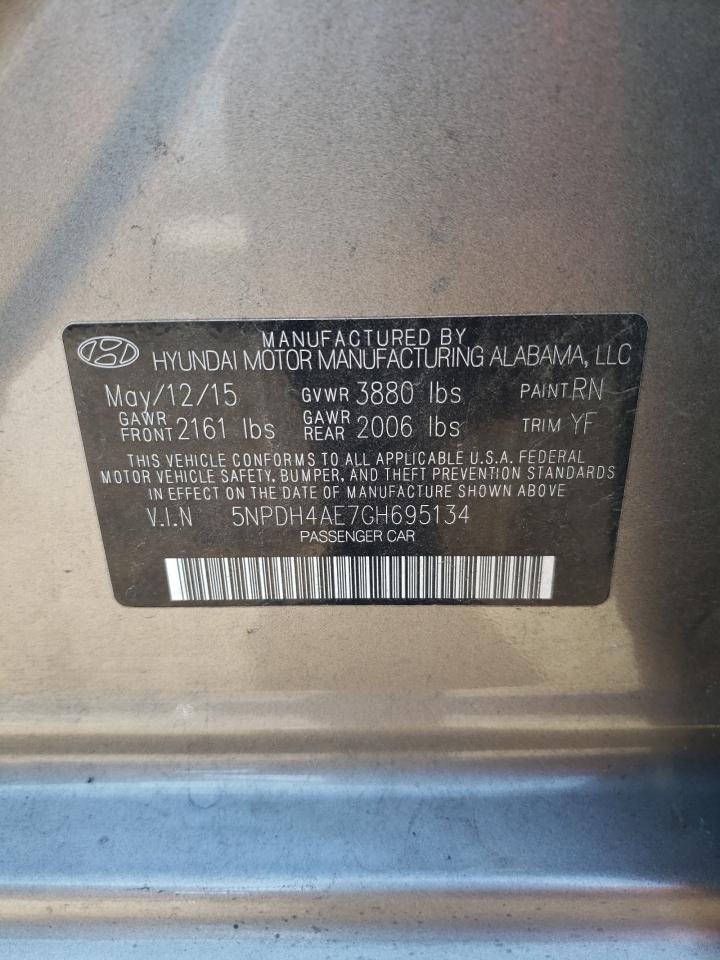 MANUFACTURED BY
HYUNDAI MOTOR MANUFACTURING ALABAMA, LLC
May/12/15 GVWR 3880 lbs PAINT RN
GAWR FRONT 2161 lbs GAWR REAR 2006 lbs TRIM YF
THIS VEHICLE CONFORMS TO ALL APPLICABLE U.S.A. FEDERAL
MOTOR VEHICLE SAFETY, BUMPER, AND THEFT PREVENTION STANDARDS
IN EFFECT ON THE DATE OF MANUFACTURE SHOWN ABOVE
V.I.N 5NPDH4AE7GH695134
PASSENGER CAR